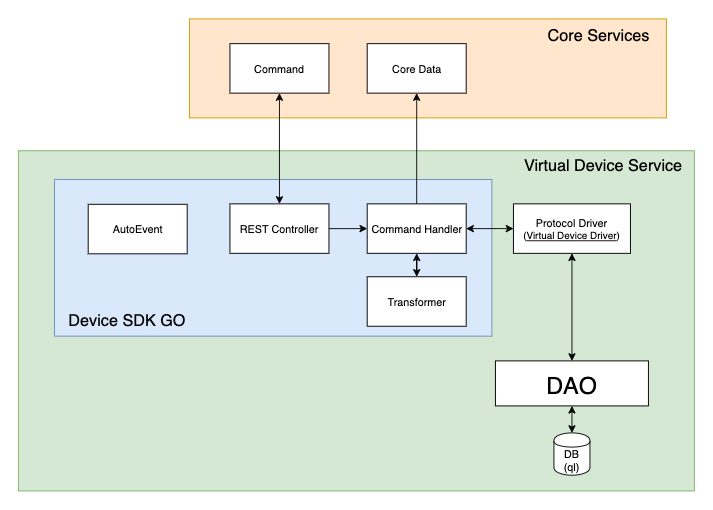 Core Services
Command
Core Data
Virtual Device Service
AutoEvent
REST Controller
Command Handler
Protocol Driver
(Virtual Device Driver)
Transformer
Device SDK GO
DAO
DB
(ql)